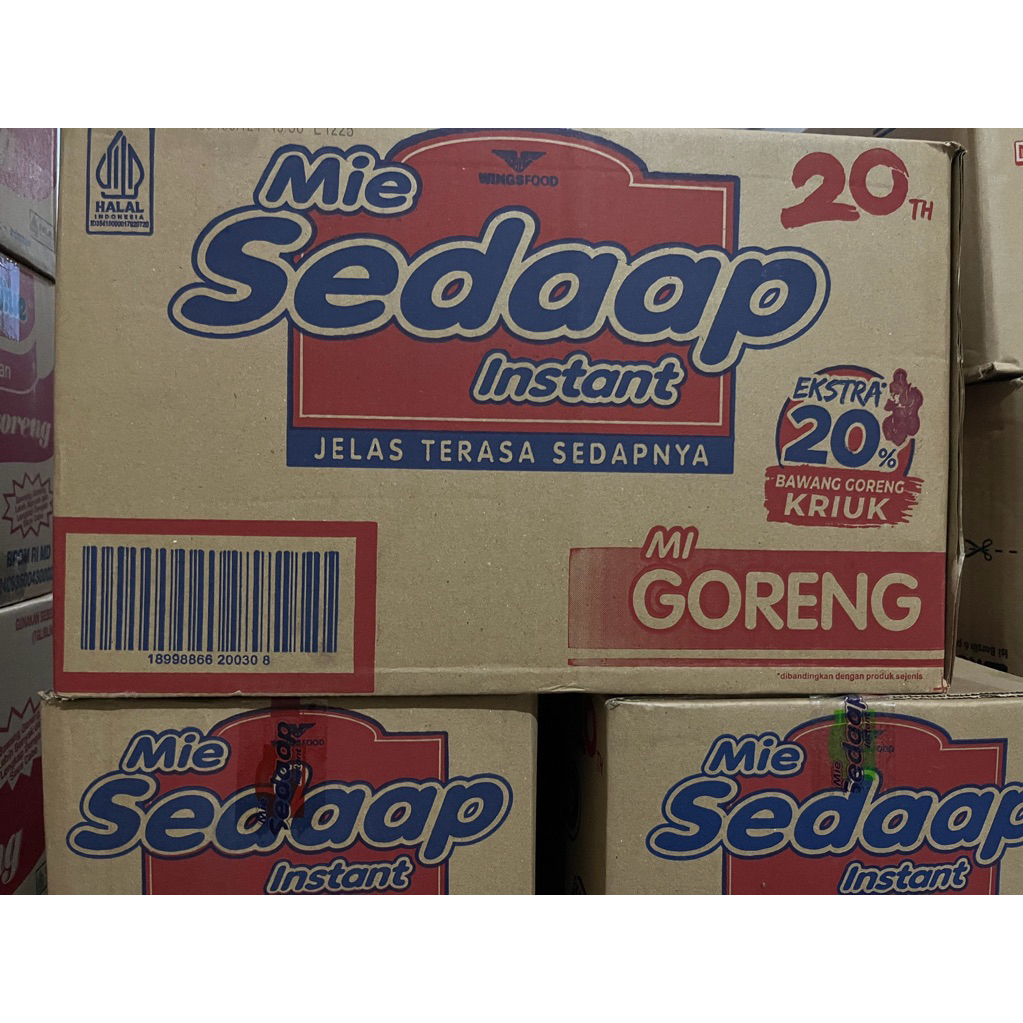 HALAL
INDONESIA
Mie
WINGSFOOD
Sedaap
Instant
JELAS TERASA SEDAPNYA
20TH
EKSTRA*
20%
BAWANG GORENG
KRIUK
MI
GORENG
*dibandingkan dengan produk sejenis
18998866 20030 8
Mie
Sedaap
Instant
Mie
Sedaap
Instant
oreng